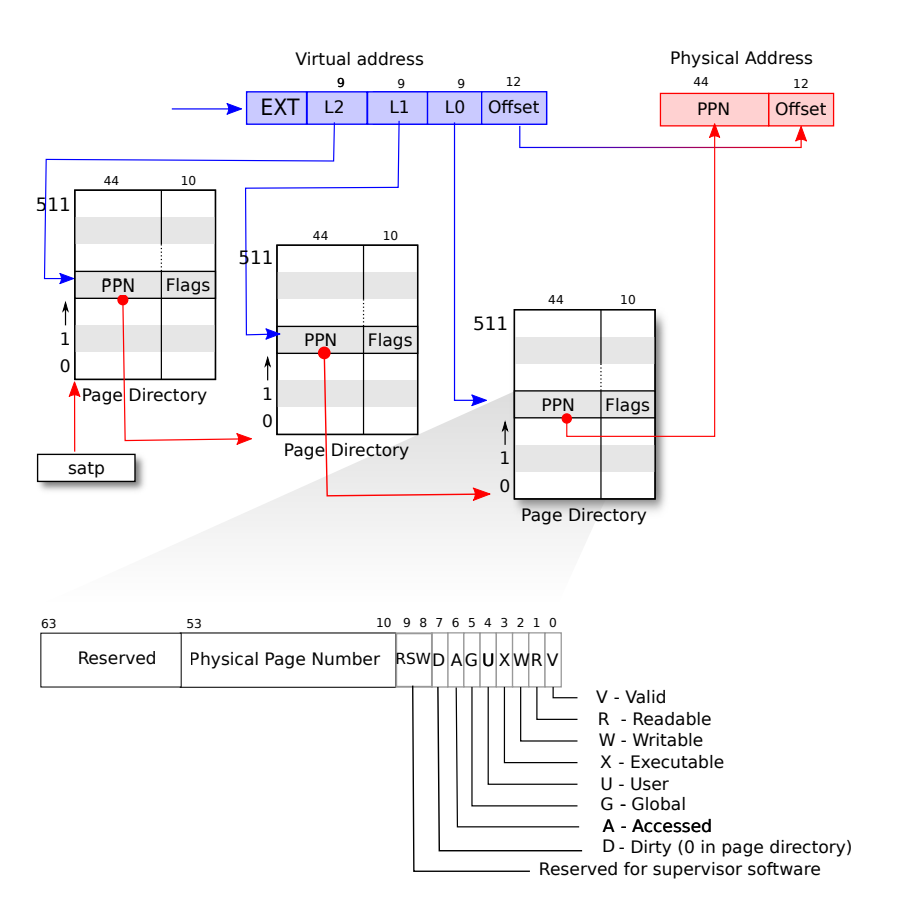 Virtual address
Physical Address
9 9 9 12
44 12
EXT L2 L1 L0 Offset
PPN Offset
44 10
511
PPN Flags
1
0
Page Directory
satp
44 10
511
PPN Flags
1
0
Page Directory
44 10
511
PPN Flags
1
0
Page Directory
63 53 10 9 8 7 6 5 4 3 2 1 0
Reserved Physical Page Number RSW D A G U X W R V
V - Valid
R - Readable
W - Writable
X - Executable
U - User
G - Global
A - Accessed
D - Dirty (0 in page directory)
Reserved for supervisor software